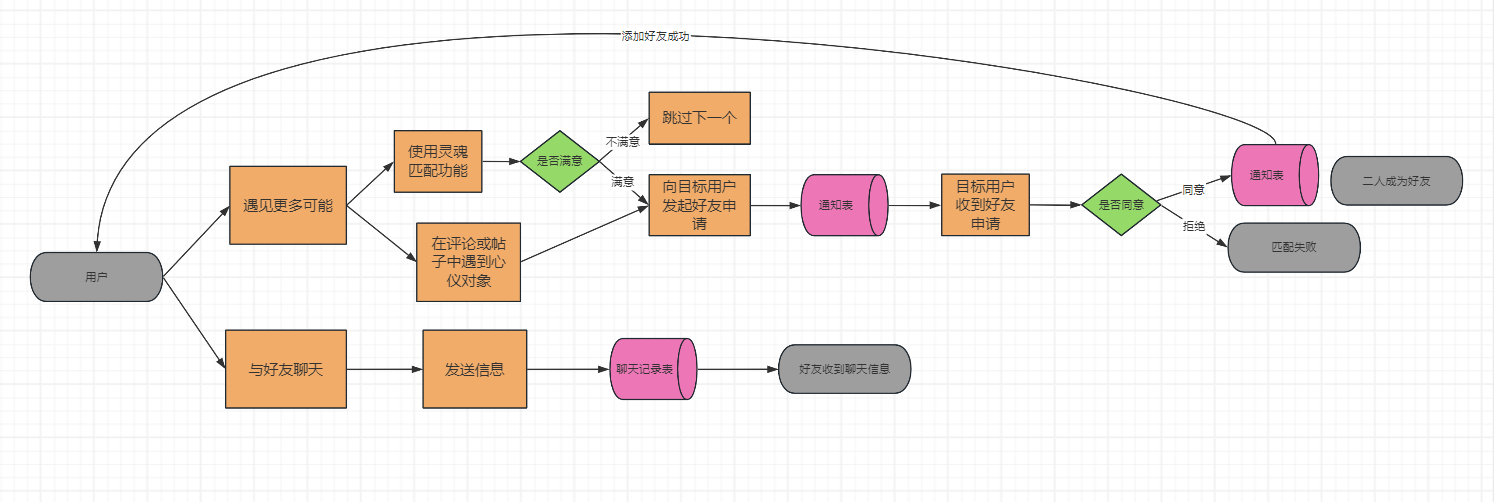 添加好友成功
跳过下一个
使用灵魂
匹配功能
是否满意
不满意
满意
遇见更多可能
向目标用户
发起好友申
请
通知表
目标用户
收到好友
申请
是否同意
同意
通知表
二人成为好友
拒绝
匹配失败
在评论或帖
子中遇到心
仪对象
用户
与好友聊天
发送信息
聊天记录表
好友收到聊天信息